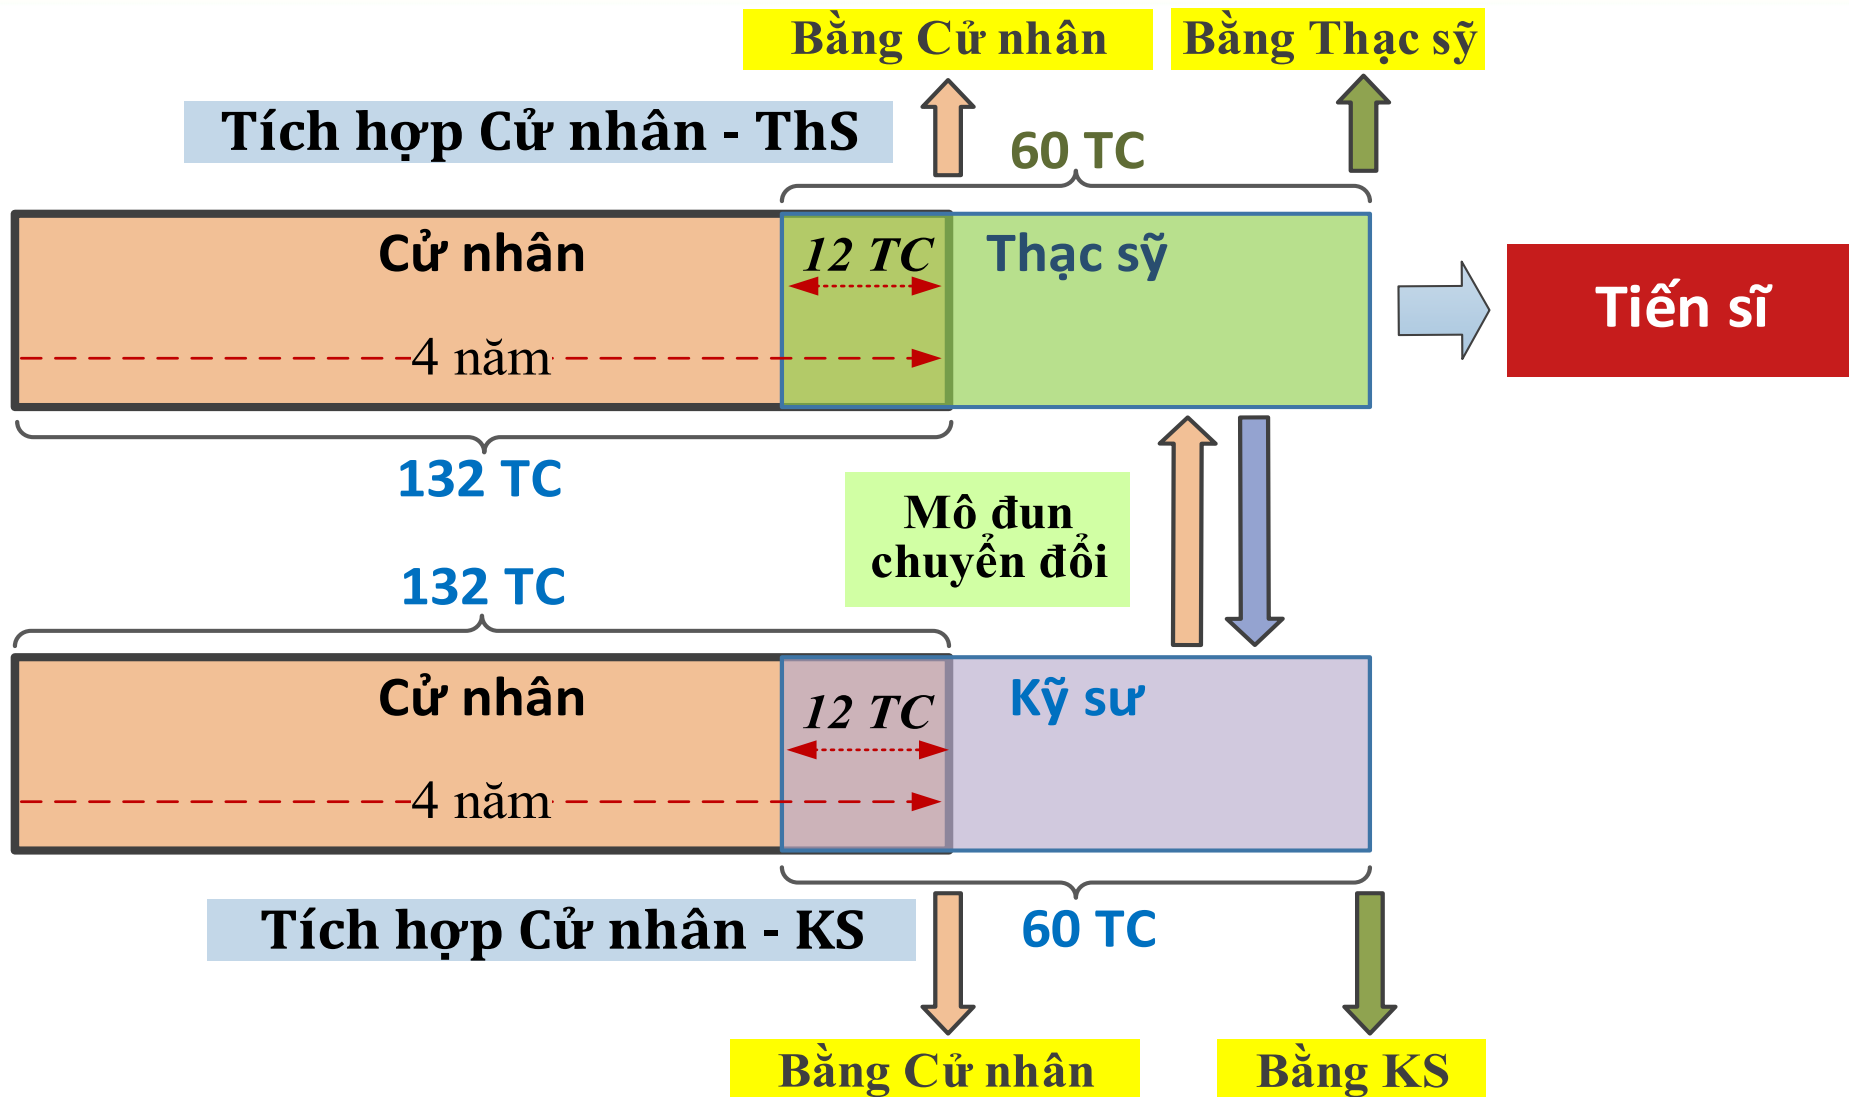 Bằng Cử nhân
Bằng Thạc sỹ
Tích hợp Cử nhân - ThS
60 TC
Cử nhân
12 TC
Thạc sỹ
Tiến sĩ
4 năm
132 TC
Mô đun
chuyển đổi
132 TC
Cử nhân
12 TC
Kỹ sư
4 năm
Tích hợp Cử nhân - KS
60 TC
Bằng Cử nhân
Bằng KS